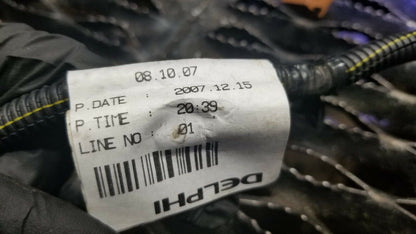 08.10.07
P.DATE : 2007.12.15
P.TIME : 20:39
LINE NO : 01
DELPHI